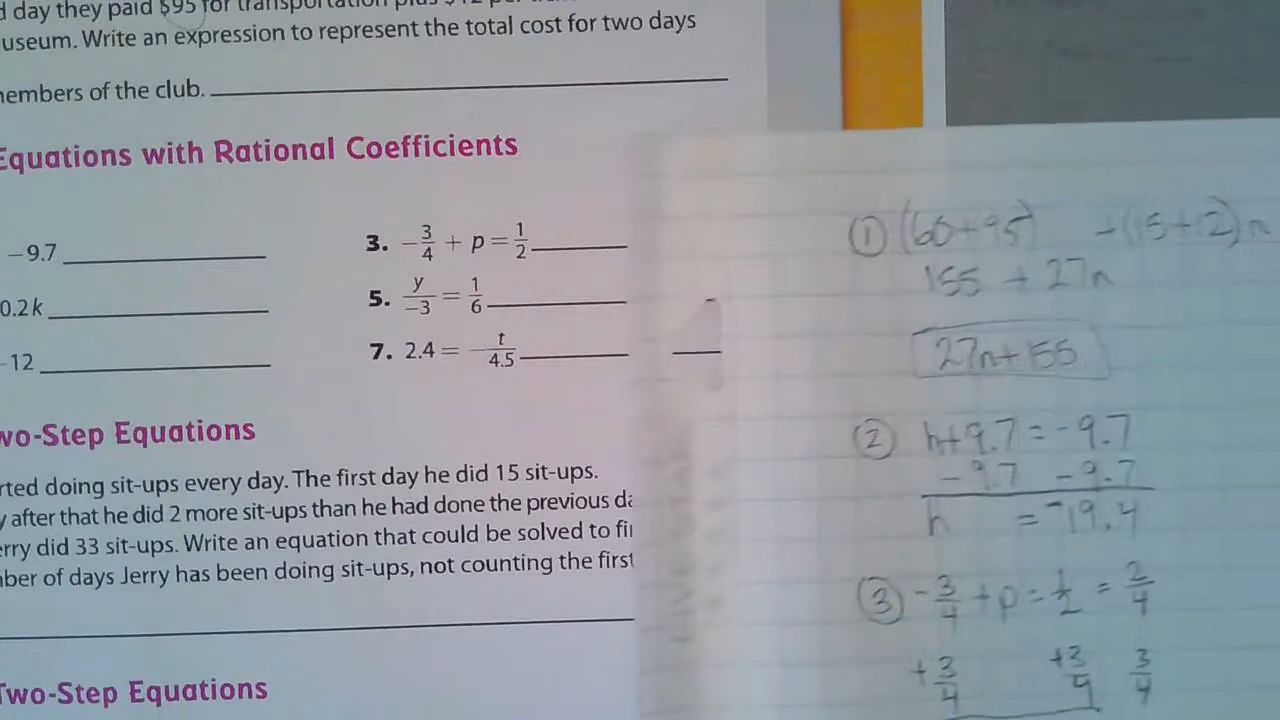 d day they paid $95 for transportation plus $12 per
useum. Write an expression to represent the total cost for two days
nembers of the club.
Equations with Rational Coefficients
−9.7
3. −3/4 + p = 1/2
0.2k
5. y/−3 = 1/6
12
7. 2.4 = −t/4.5
wo-Step Equations
rted doing sit-ups every day. The first day he did 15 sit-ups.
y after that he did 2 more sit-ups than he had done the previous da
erry did 33 sit-ups. Write an equation that could be solved to fi
ber of days Jerry has been doing sit-ups, not counting the first
Two-Step Equations
① (60+95) +(15+12)n
155 + 27n
27n+155
② h+9.7 = -9.7
-9.7 -9.7
h = -19.4
③ -3/4 + p = 1/2 = 2/4
+3/4 +3/4 3/4